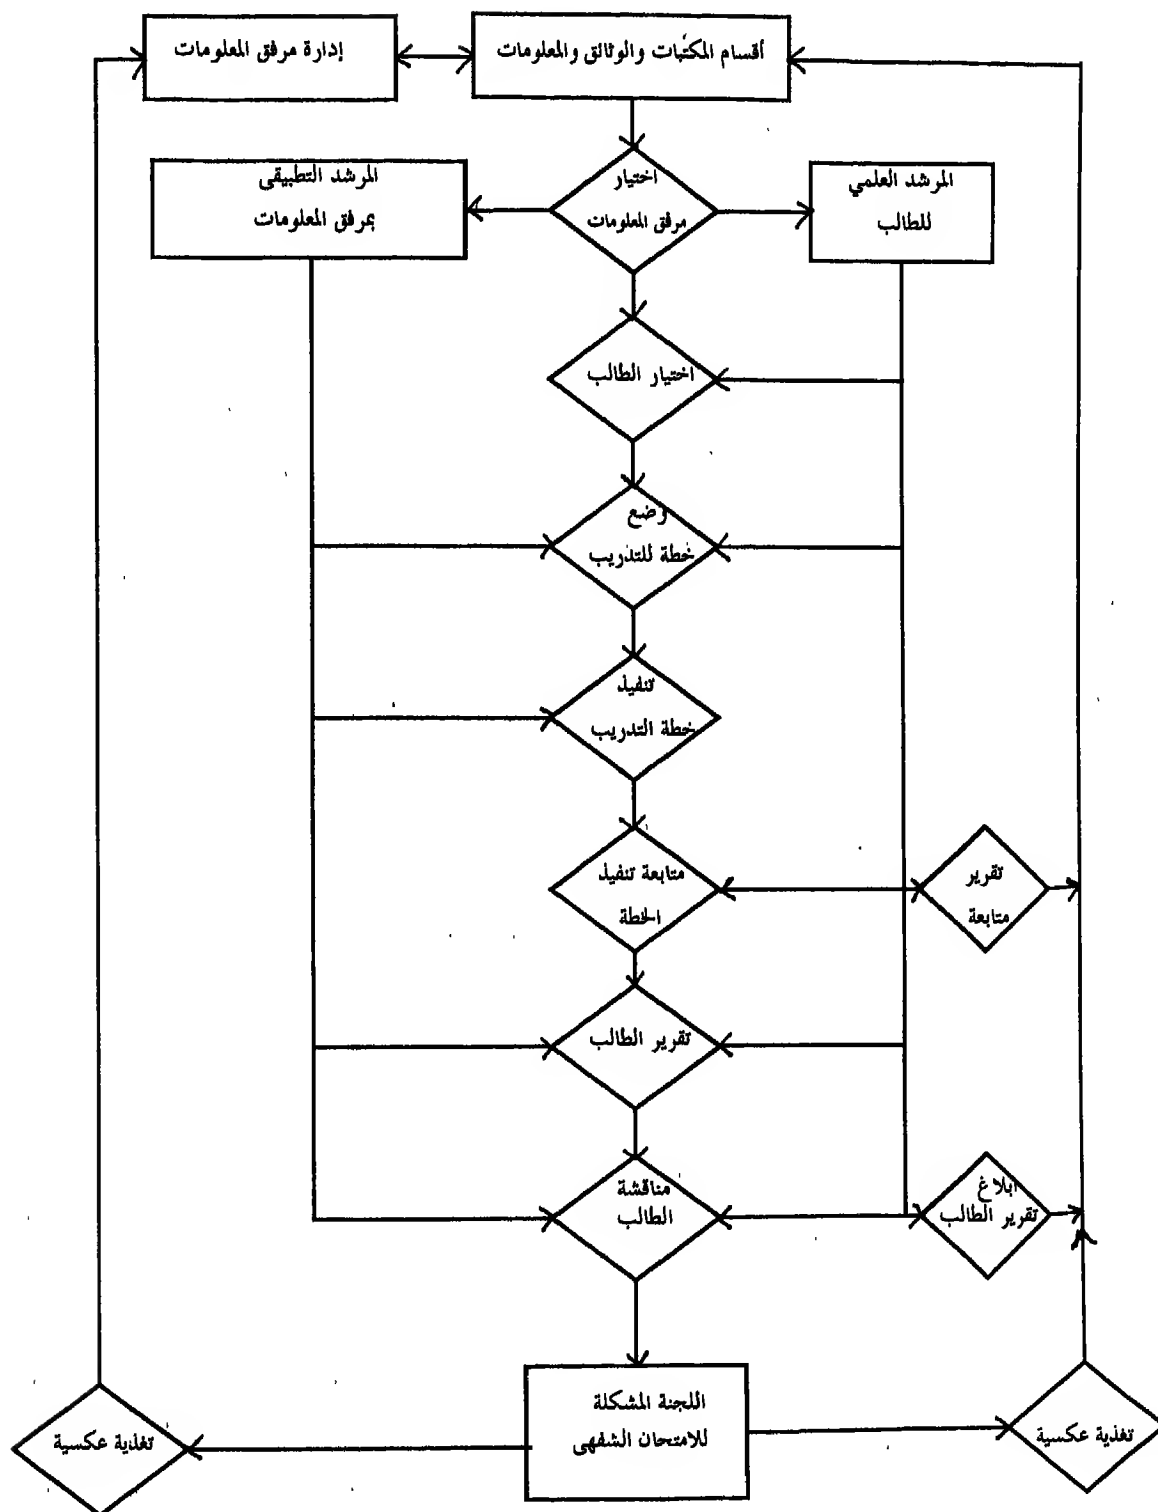 أقسام المكتبات والوثائق والمعلومات
إدارة مرفق المعلومات
المرشد العلمي
للطالب
اختيار
مرفق المعلومات
المرشد التطبيقى
بمرفق المعلومات
اختيار الطالب
وضع
خطة للتدريب
تنفيذ
خطة التدريب
تقرير
متابعة
متابعة تنفيذ
الخطة
تقرير الطالب
ابلاغ
تقرير الطالب
مناقشة
الطالب
تغذية عكسية
اللجنة المشكلة
للامتحان الشفهى
تغذية عكسية